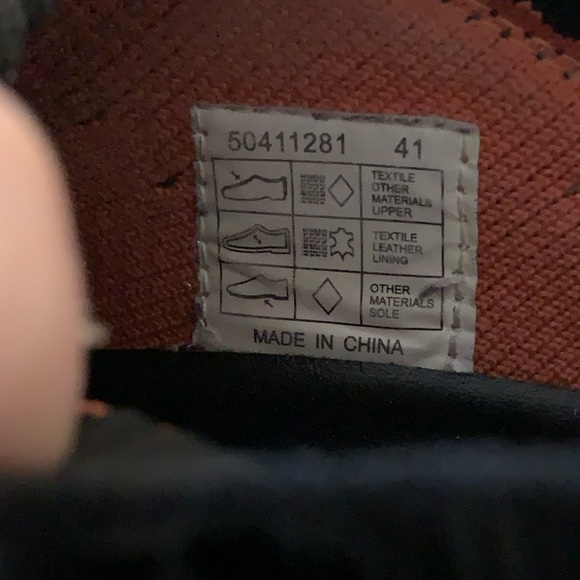 50411281 41
TEXTILE
OTHER
MATERIALS
UPPER
TEXTILE
LEATHER
LINING
OTHER
MATERIALS
SOLE
MADE IN CHINA